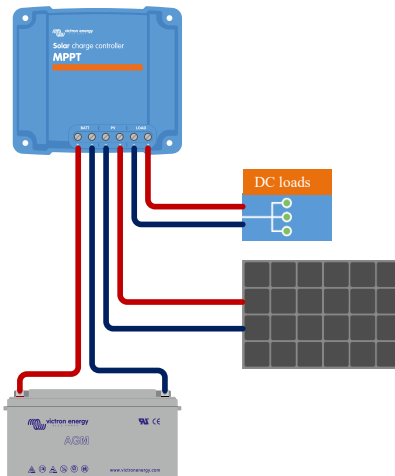 victron energy
Solar charge controller
MPPT
BATT PV LOAD
DC loads
victron energy
AGM
www.victronenergy.com